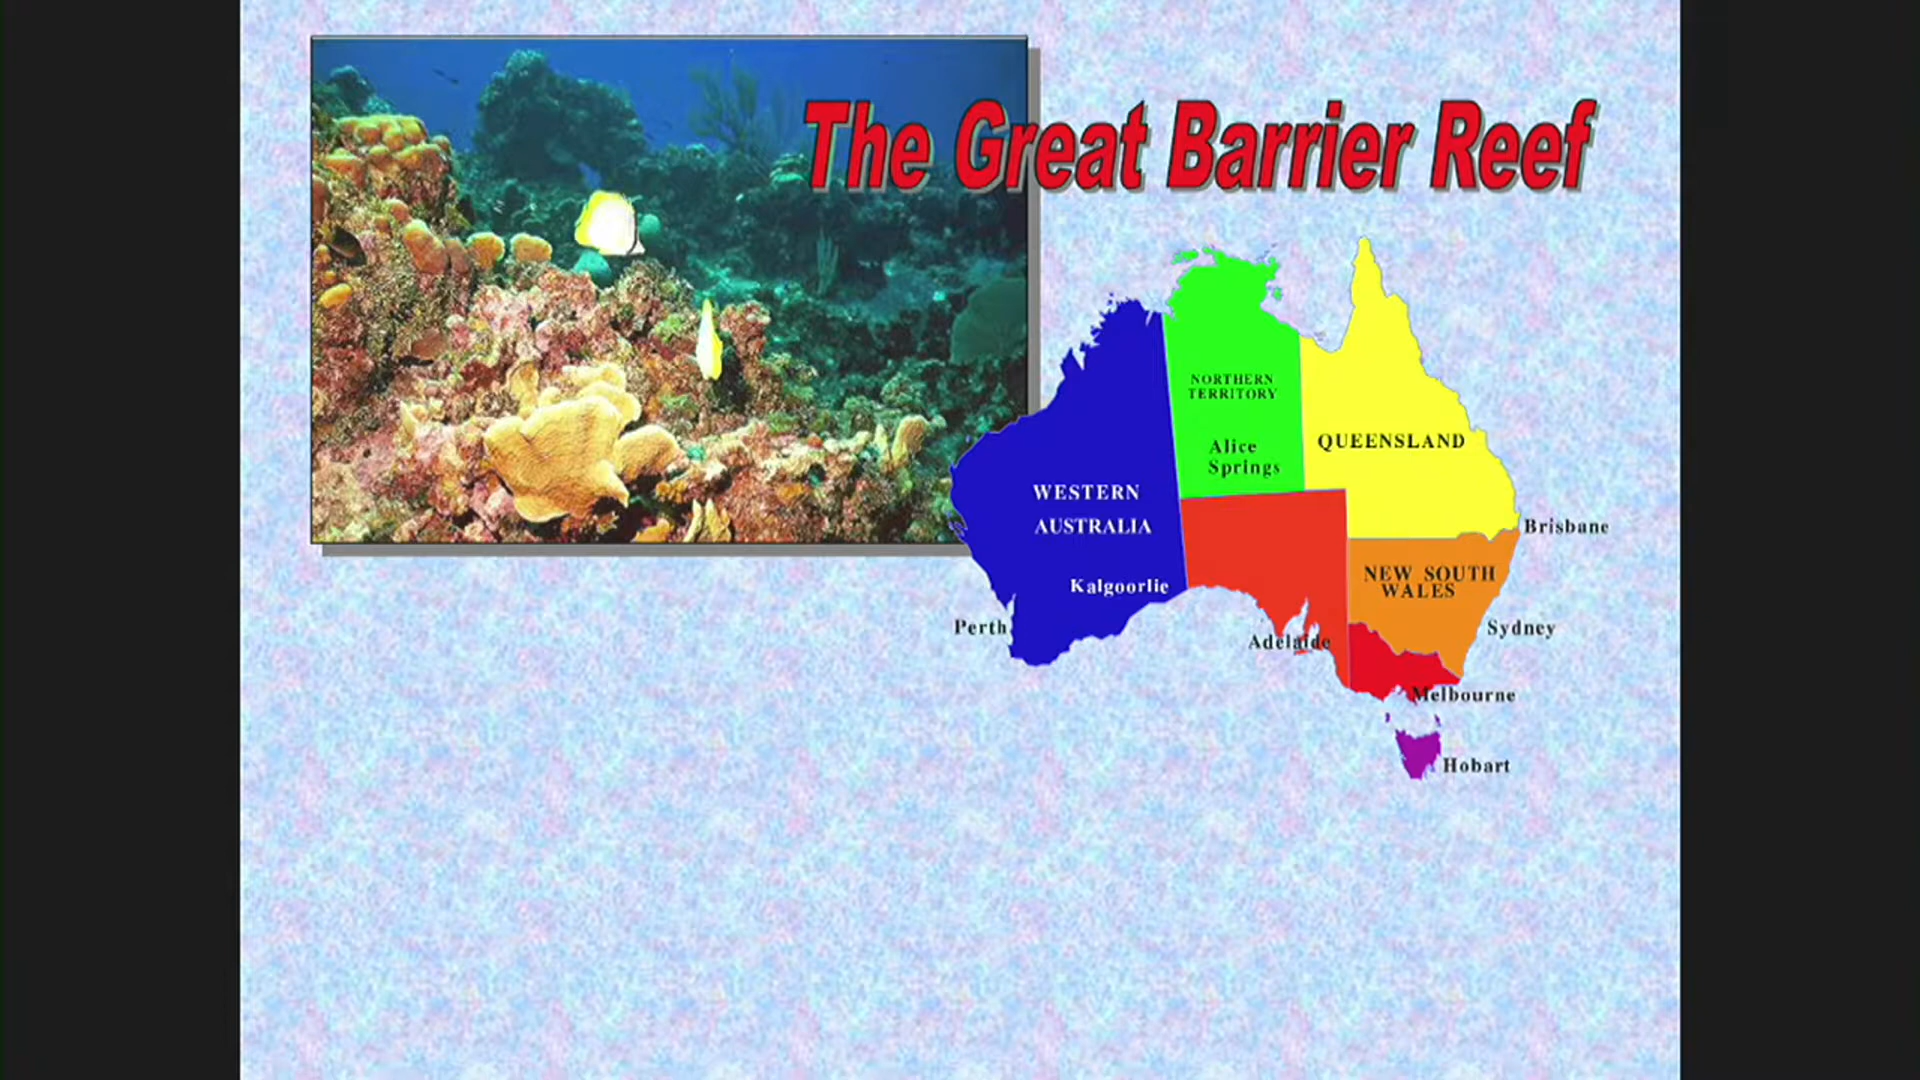 The Great Barrier Reef
NORTHERN
TERRITORY
Alice
Springs
QUEENSLAND
WESTERN
AUSTRALIA
Kalgoorlie
Perth
Brisbane
NEW SOUTH
WALES
Sydney
Adelaide
Melbourne
Hobart